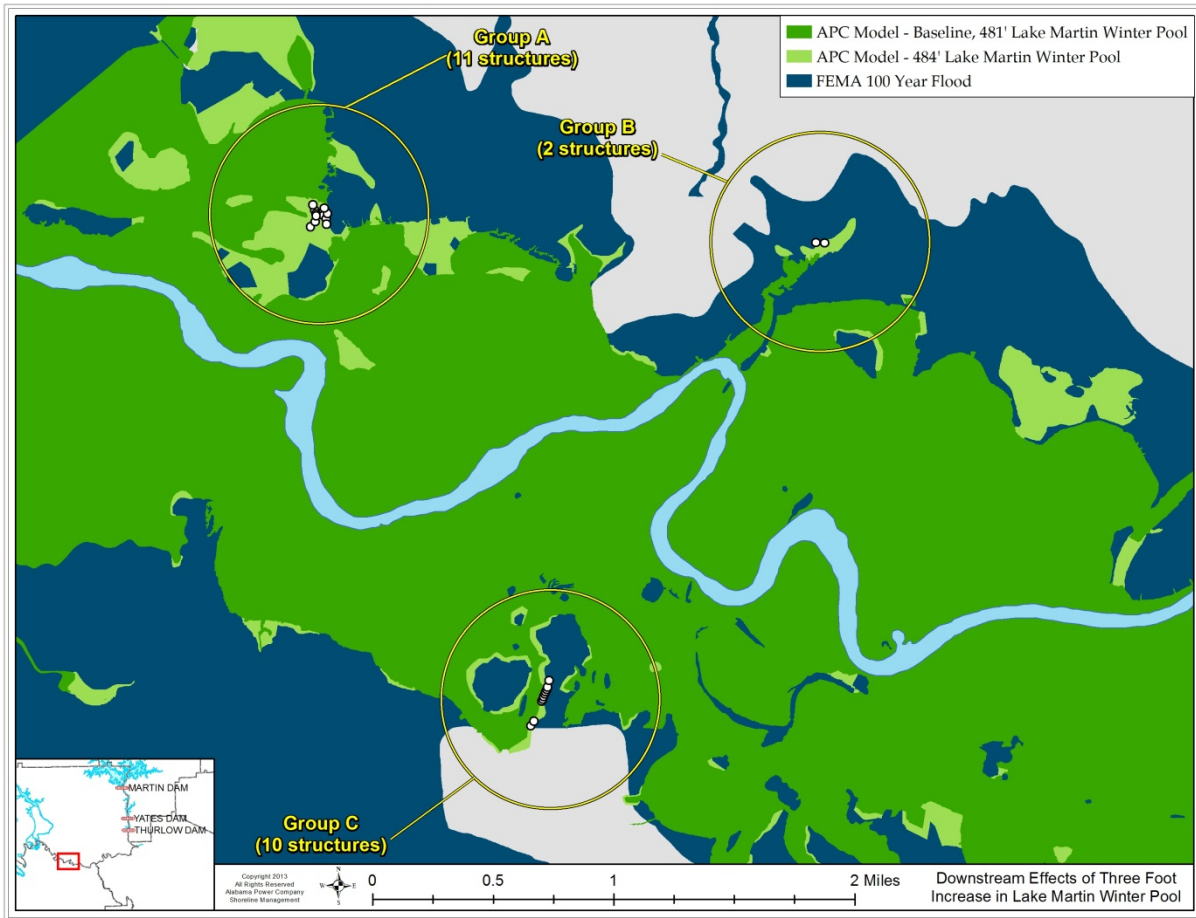 Group A
(11 structures)
APC Model - Baseline, 481' Lake Martin Winter Pool
APC Model - 484' Lake Martin Winter Pool
FEMA 100 Year Flood
Group B
(2 structures)
Group C
(10 structures)
MARTIN DAM
YATES DAM
THURLOW DAM
Copyright 2013
All Rights Reserved
Alabama Power Company
Shoreline Management
N
W E
S
0 0.5 1 2 Miles
Downstream Effects of Three Foot
Increase in Lake Martin Winter Pool